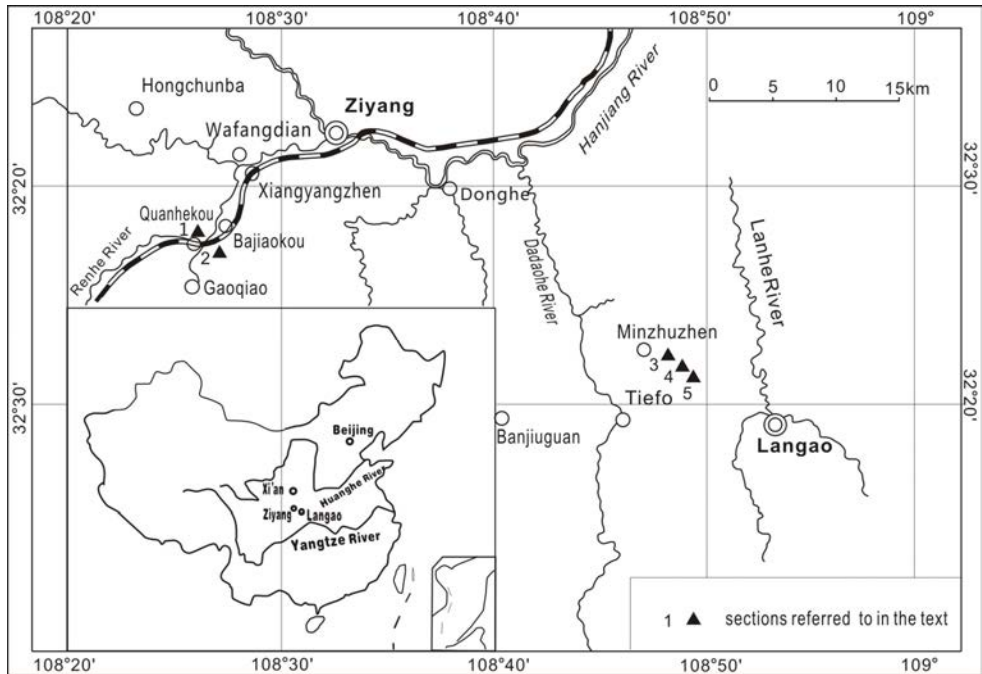 108°20' 108°30' 108°40' 108°50' 109°
Hongchunba
Ziyang
Hanjiang River
0 5 10 15km
Wafangdian
32°20'
32°30'
Xiangyangzhen
Donghe
Quanhekou
1
Bajiaokou
Renhe River
2
Gaoqiao
Dadaohe River
LanheRiver
Minzhuzhen
3
4
5
Tiefo
32°30'
32°20'
Banjiuguan
Langao
Beijing
Xi'an
Huanghe River
Ziyang
Langao
Yangtze River
1 ▲ sections referred to in the text
108°20' 108°30' 108°40' 108°50' 109°